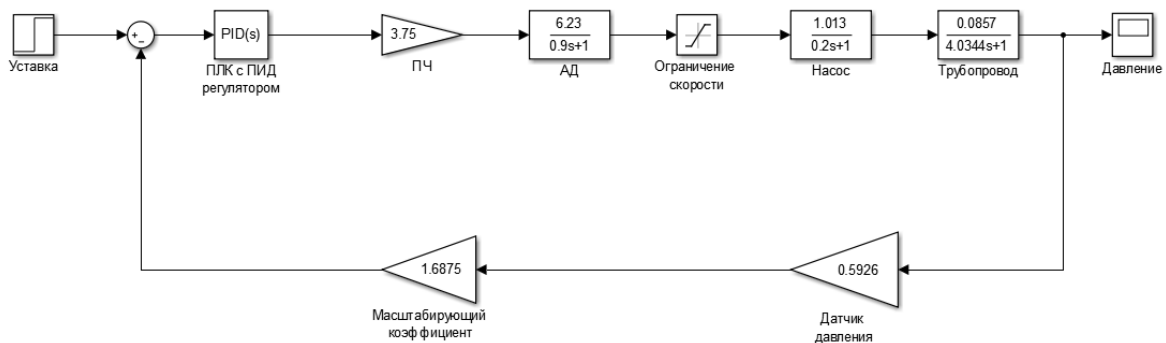 Уставка
+
−
PID(s)
ПЛК с ПИД
регулятором
3.75
ПЧ
6.23
0.9s+1
АД
Ограничение
скорости
1.013
0.2s+1
Насос
0.0857
4.0344s+1
Трубопровод
Давление
1.6875
Масштабирующий
коэффициент
0.5926
Датчик
давления